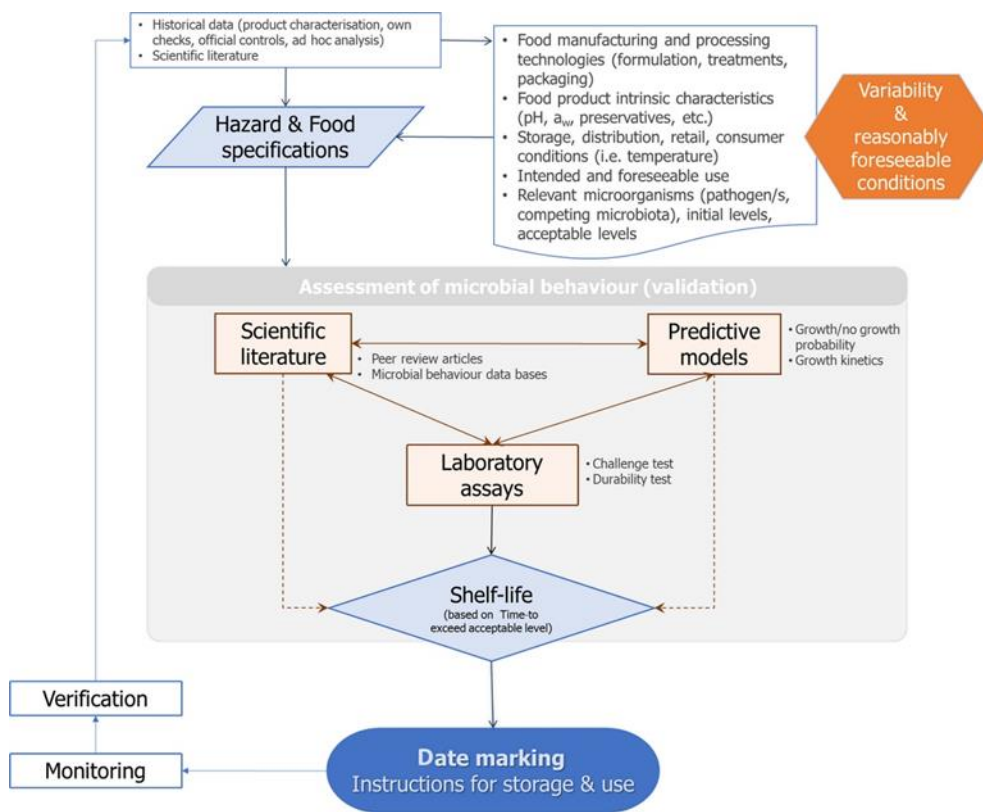 • Historical data (product characterisation, own
checks, official controls, ad hoc analysis)
• Scientific literature
Hazard & Food
specifications
• Food manufacturing and processing
technologies (formulation, treatments,
packaging)
• Food product intrinsic characteristics
(pH, aw, preservatives, etc.)
• Storage, distribution, retail, consumer
conditions (i.e. temperature)
• Intended and foreseeable use
• Relevant microorganisms (pathogen/s,
competing microbiota), initial levels,
acceptable levels
Variability
&
reasonably
foreseeable
conditions
Assessment of microbial behaviour (validation)
Scientific
literature
• Peer review articles
• Microbial behaviour data bases
Predictive
models
• Growth/no growth
probability
• Growth kinetics
Laboratory
assays
• Challenge test
• Durability test
Shelf-life
(based on Time-to
exceed acceptable level)
Verification
Monitoring
Date marking
Instructions for storage & use